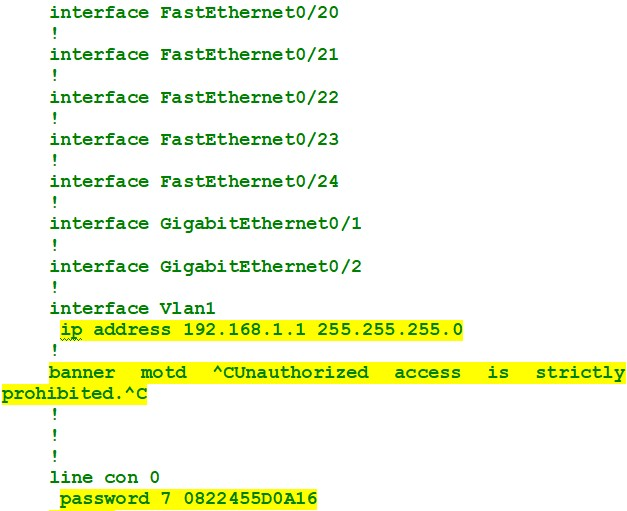 interface FastEthernet0/20
!
interface FastEthernet0/21
!
interface FastEthernet0/22
!
interface FastEthernet0/23
!
interface FastEthernet0/24
!
interface GigabitEthernet0/1
!
interface GigabitEthernet0/2
!
interface Vlan1
ip address 192.168.1.1 255.255.255.0
!
banner motd ^CUnauthorized access is strictly
prohibited.^C
!
!
!
line con 0
password 7 0822455D0A16